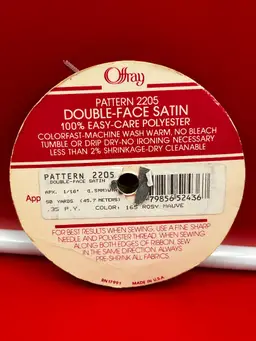 Offray
PATTERN 2205
DOUBLE-FACE SATIN
100% EASY-CARE POLYESTER
COLORFAST-MACHINE WASH WARM, NO BLEACH
TUMBLE OR DRIP DRY-NO IRONING NECESSARY
LESS THAN 2% SHRINKAGE-DRY CLEANABLE
PATTERN 2205
DOUBLE-FACE SATIN
APX. 1/16"
50 YARDS (45.7 METERS)
79856 52436
.35 P.Y. COLOR: 165 ROSY MAUVE
App
FOR BEST RESULTS WHEN SEWING, USE A FINE SHARP
NEEDLE AND POLYESTER THREAD. WHEN SEWING
ALONG BOTH EDGES OF RIBBON, SEW
IN THE SAME DIRECTION. ALWAYS
PRE-SHRINK ALL FABRICS.
MADE IN U.S.A.